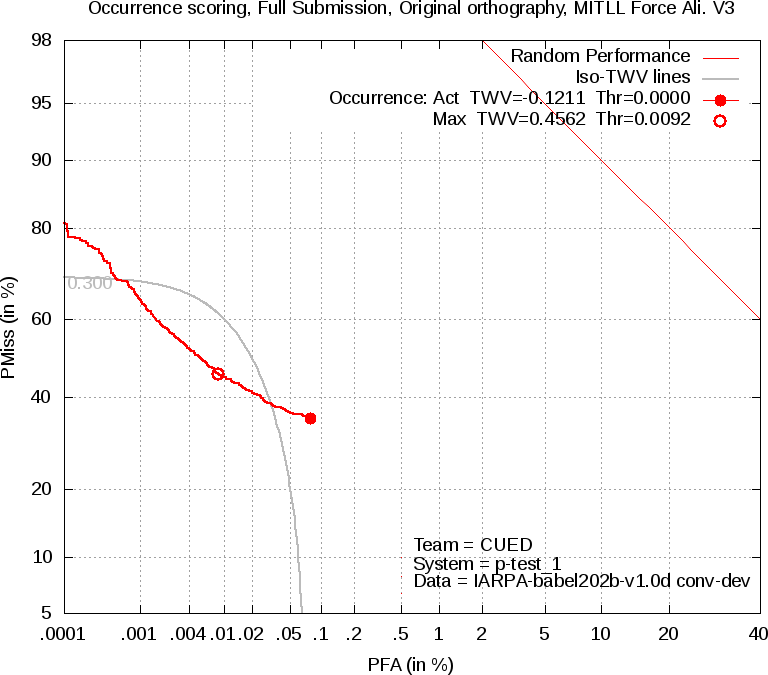 Occurrence scoring, Full Submission, Original orthography, MITLL Force Ali. V3
Random Performance
Iso-TWV lines
Occurrence: Act TWV=-0.1211 Thr=0.0000
Max TWV=0.4562 Thr=0.0092
98
95
90
80
60
40
20
10
5
PMiss (in %)
0.300
Team = CUED
System = p-test_1
Data = IARPA-babel202b-v1.0d conv-dev
.0001 .001 .004 .01 .02 .05 .1 .2 .5 1 2 5 10 20 40
PFA (in %)